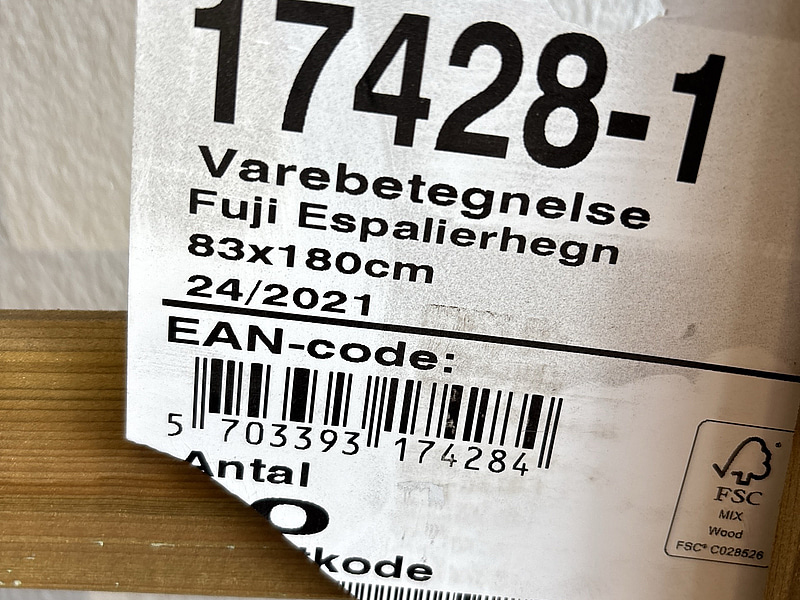 17428-1
Varebetegnelse
Fuji Espalierhegn
83x180cm
24/2021
EAN-code:
5 703393 174284
Antal
FSC
MIX
Wood
FSC® C028526